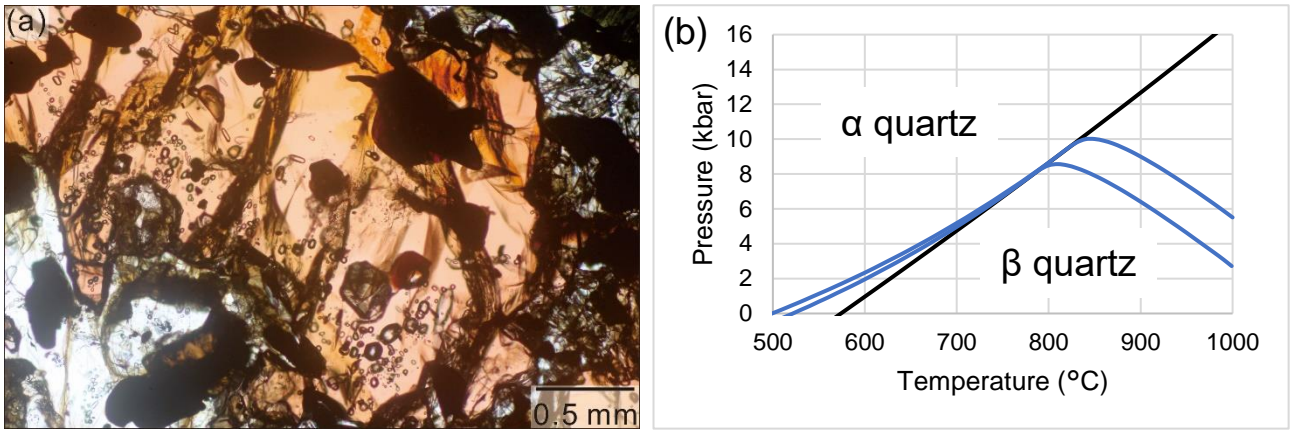 (a)
0.5 mm
(b)
Pressure (kbar)
16
14
12
10
8
6
4
2
0
α quartz
β quartz
500 600 700 800 900 1000
Temperature (°C)